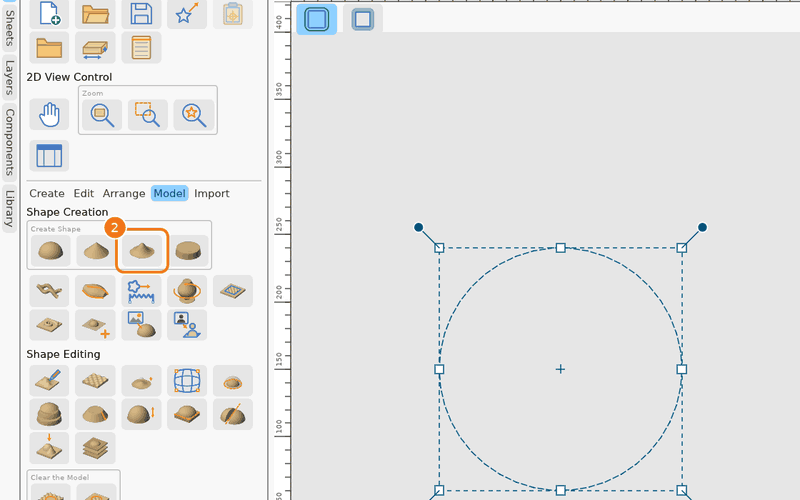 Sheets
Layers
Components
Library
2D View Control
Zoom
Create Edit Arrange Model Import
Shape Creation
2
Create Shape
Shape Editing
Clear the Model
400
350
300
250
200
150
100
50